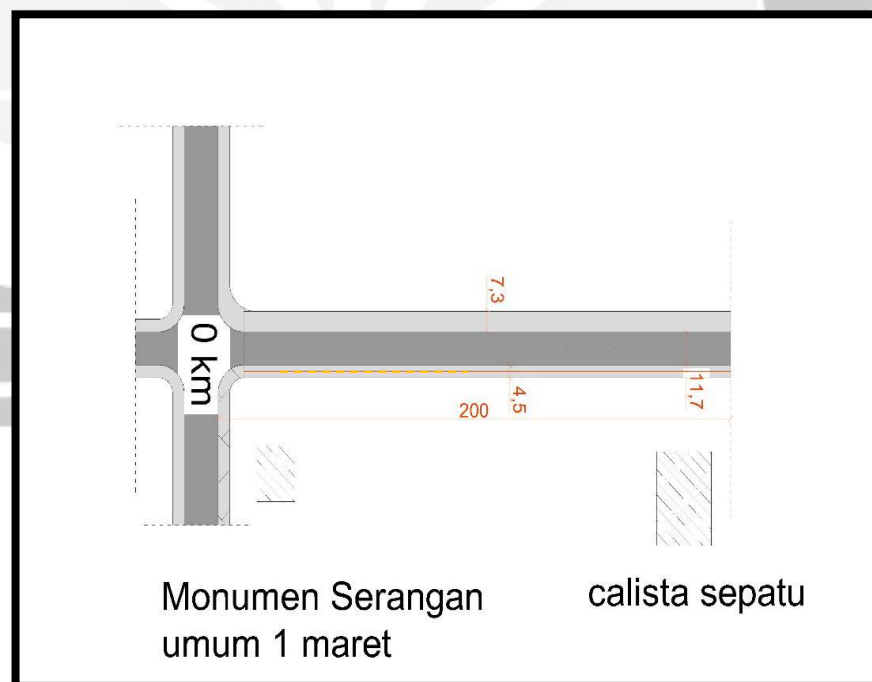 7,3
0 km
11,7
4,5
200
Monumen Serangan
umum 1 maret
calista sepatu